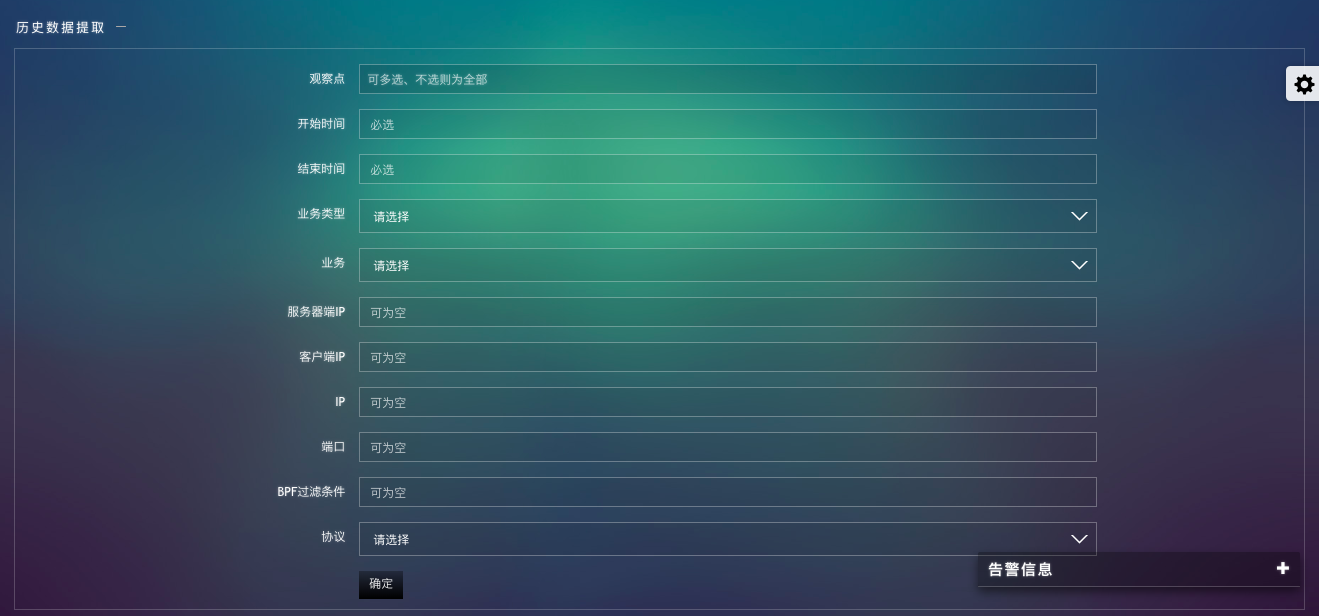 历史数据提取
观察点 可多选、不选则为全部
开始时间 必选
结束时间 必选
业务类型 请选择
业务 请选择
服务器端IP 可为空
客户端IP 可为空
IP 可为空
端口 可为空
BPF过滤条件 可为空
协议 请选择
确定
告警信息